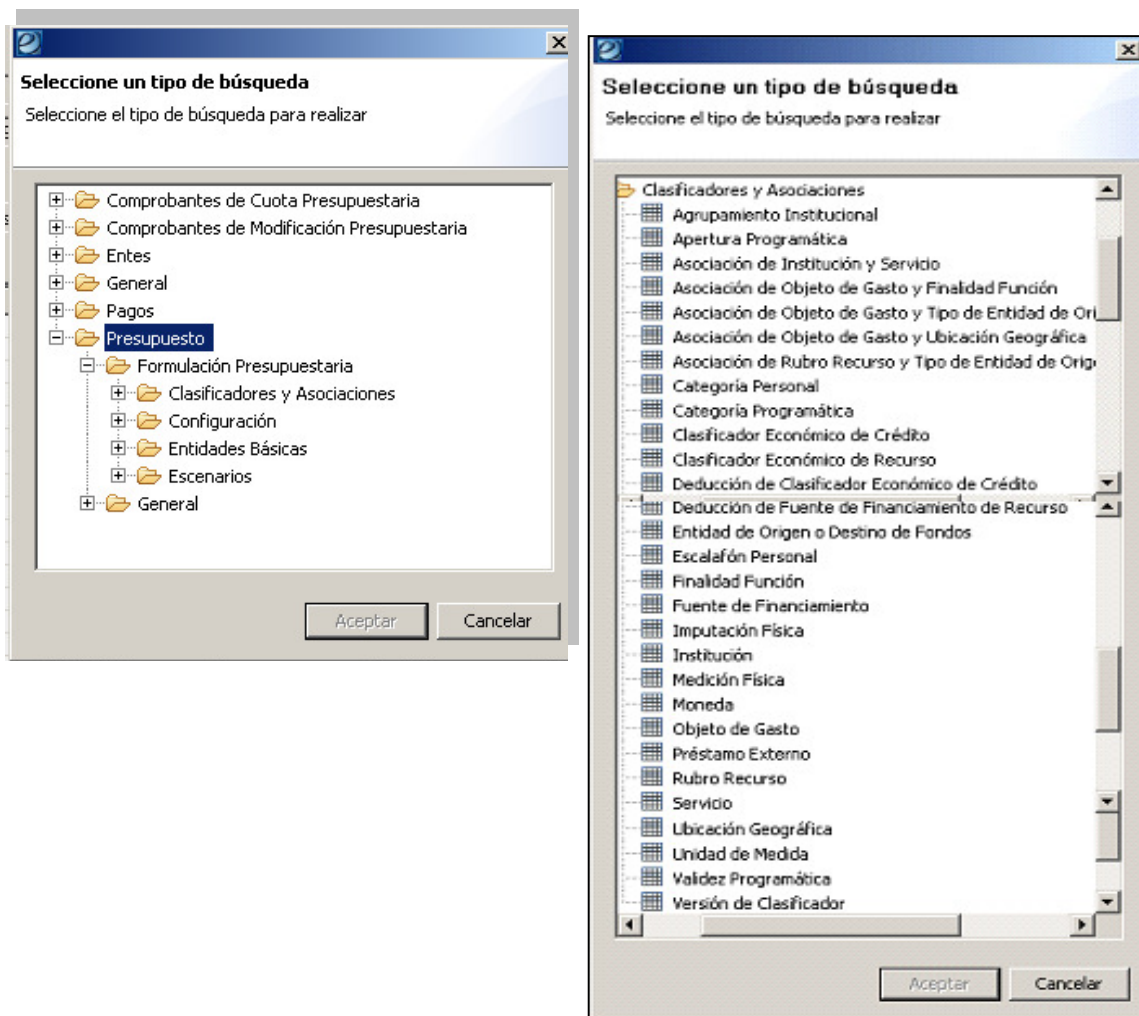 Seleccione un tipo de búsqueda
Seleccione el tipo de búsqueda para realizar
Comprobantes de Cuota Presupuestaria
Comprobantes de Modificación Presupuestaria
Entes
General
Pagos
Presupuesto
Formulación Presupuestaria
Clasificadores y Asociaciones
Configuración
Entidades Básicas
Escenarios
General
Aceptar
Cancelar
Seleccione un tipo de búsqueda
Seleccione el tipo de búsqueda para realizar
Clasificadores y Asociaciones
Agrupamiento Institucional
Apertura Programática
Asociación de Institución y Servicio
Asociación de Objeto de Gasto y Finalidad Función
Asociación de Objeto de Gasto y Tipo de Entidad de Ori
Asociación de Objeto de Gasto y Ubicación Geográfica
Asociación de Rubro Recurso y Tipo de Entidad de Orig
Categoría Personal
Categoría Programática
Clasificador Económico de Crédito
Clasificador Económico de Recurso
Deducción de Clasificador Económico de Crédito
Deducción de Fuente de Financiamiento de Recurso
Entidad de Origen o Destino de Fondos
Escalafón Personal
Finalidad Función
Fuente de Financiamiento
Imputación Física
Institución
Medición Física
Moneda
Objeto de Gasto
Préstamo Externo
Rubro Recurso
Servicio
Ubicación Geográfica
Unidad de Medida
Validez Programática
Versión de Clasificador
Aceptar
Cancelar